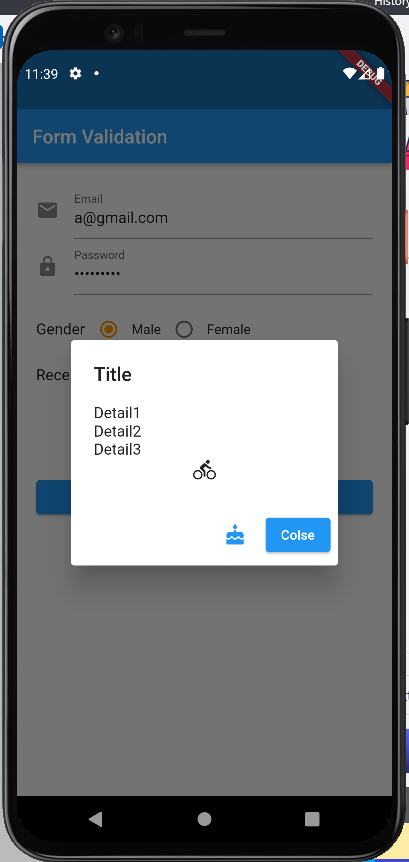 History
11:39
DEBUG
Form Validation
Email
a@gmail.com
Password
•••••••••
Gender Male Female
Rece
Title
Detail1
Detail2
Detail3
Colse